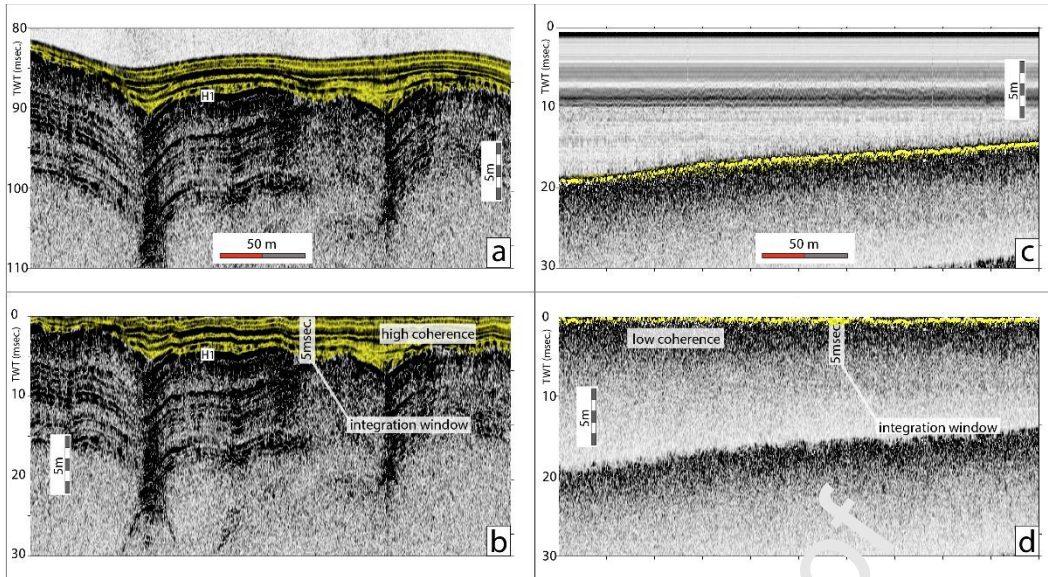 80
90
100
110
TWT (msec.)
H1
5m
50 m
a
0
10
20
30
TWT (msec.)
5m
50 m
c
0
10
20
30
TWT (msec.)
H1
5msec.
high coherence
integration window
5m
b
0
10
20
30
TWT (msec.)
low coherence
5msec.
integration window
5m
d
of